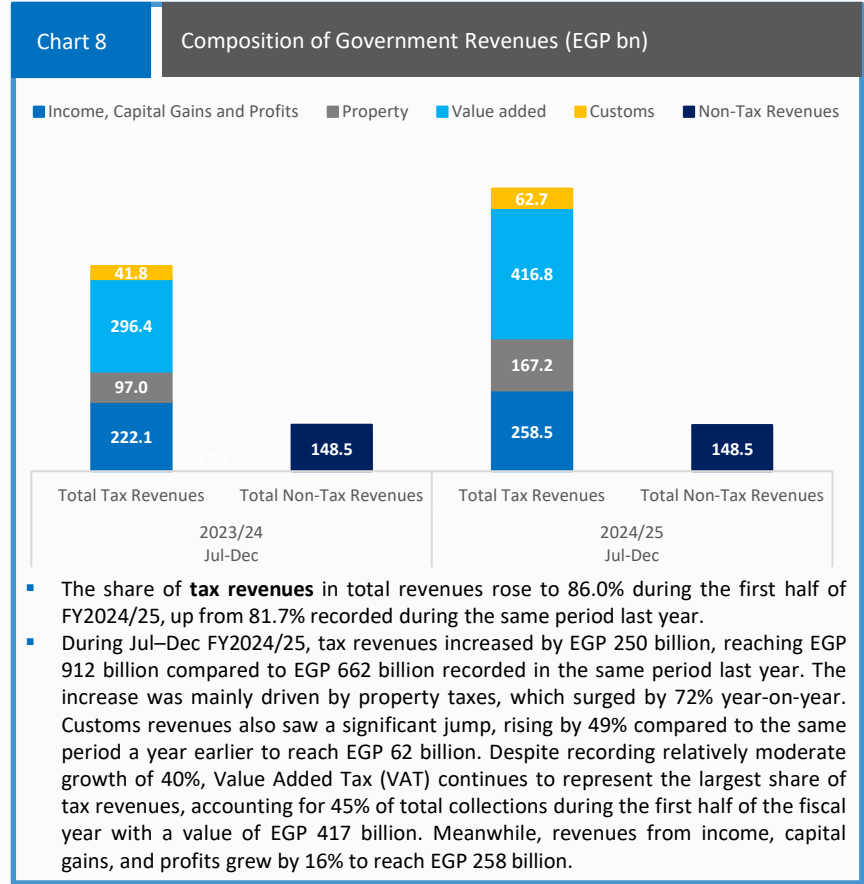 Chart 8
Composition of Government Revenues (EGP bn)
Income, Capital Gains and Profits Property Value added Customs Non-Tax Revenues
62.7
41.8
416.8
296.4
167.2
97.0
258.5
222.1
148.5
148.5
Total Tax Revenues Total Non-Tax Revenues Total Tax Revenues Total Non-Tax Revenues
2023/24 2024/25
Jul-Dec Jul-Dec
▪ The share of tax revenues in total revenues rose to 86.0% during the first half of
FY2024/25, up from 81.7% recorded during the same period last year.
▪ During Jul–Dec FY2024/25, tax revenues increased by EGP 250 billion, reaching EGP
912 billion compared to EGP 662 billion recorded in the same period last year. The
increase was mainly driven by property taxes, which surged by 72% year-on-year.
Customs revenues also saw a significant jump, rising by 49% compared to the same
period a year earlier to reach EGP 62 billion. Despite recording relatively moderate
growth of 40%, Value Added Tax (VAT) continues to represent the largest share of
tax revenues, accounting for 45% of total collections during the first half of the fiscal
year with a value of EGP 417 billion. Meanwhile, revenues from income, capital
gains, and profits grew by 16% to reach EGP 258 billion.